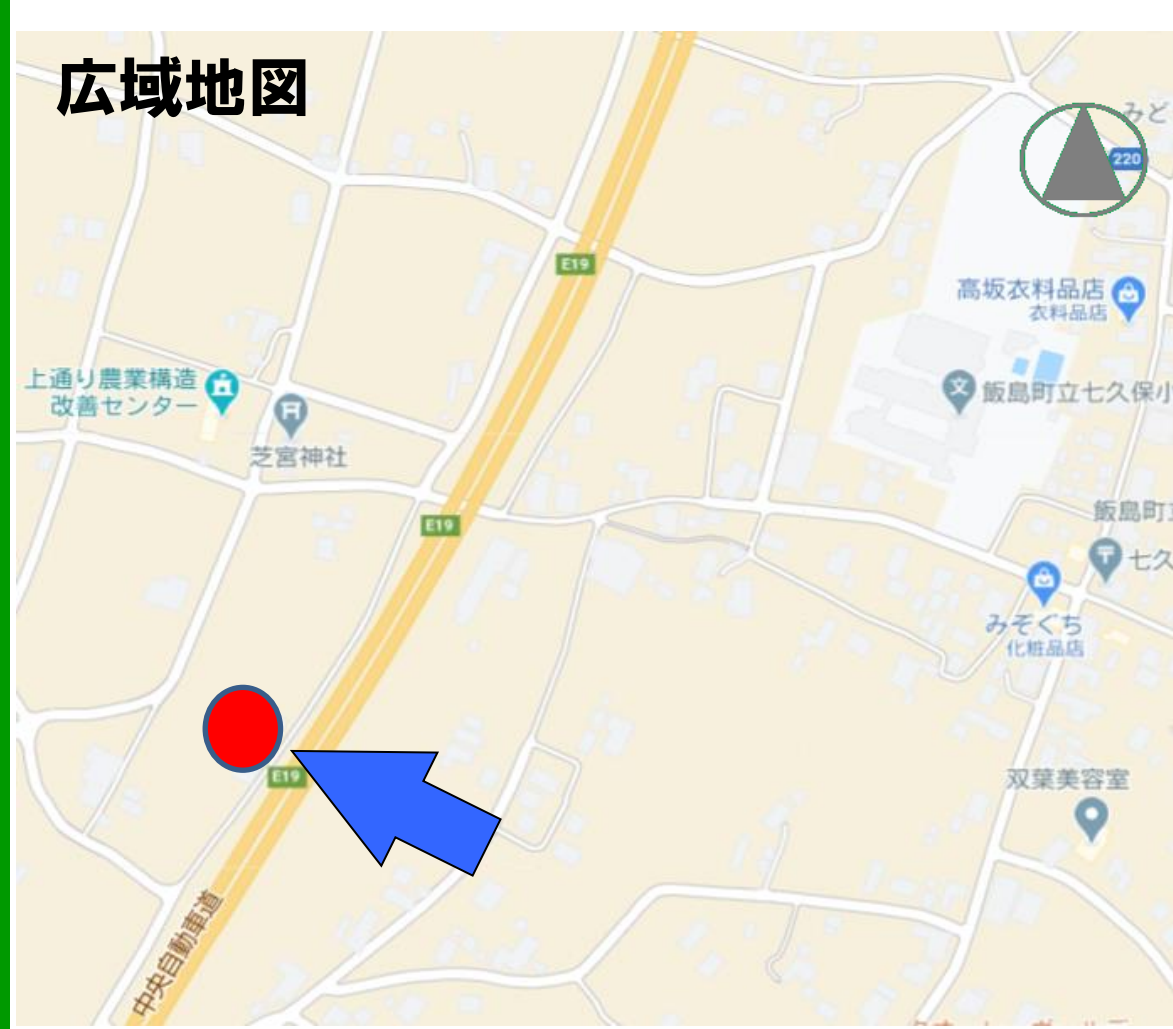 広域地図
みど
220
E19
高坂衣料品店
衣料品店
上通り農業構造
改善センター
飯島町立七久保小
芝宮神社
飯島町
E19
七久
みぞぐち
化粧品店
E19
双葉美容室
中央自動車道